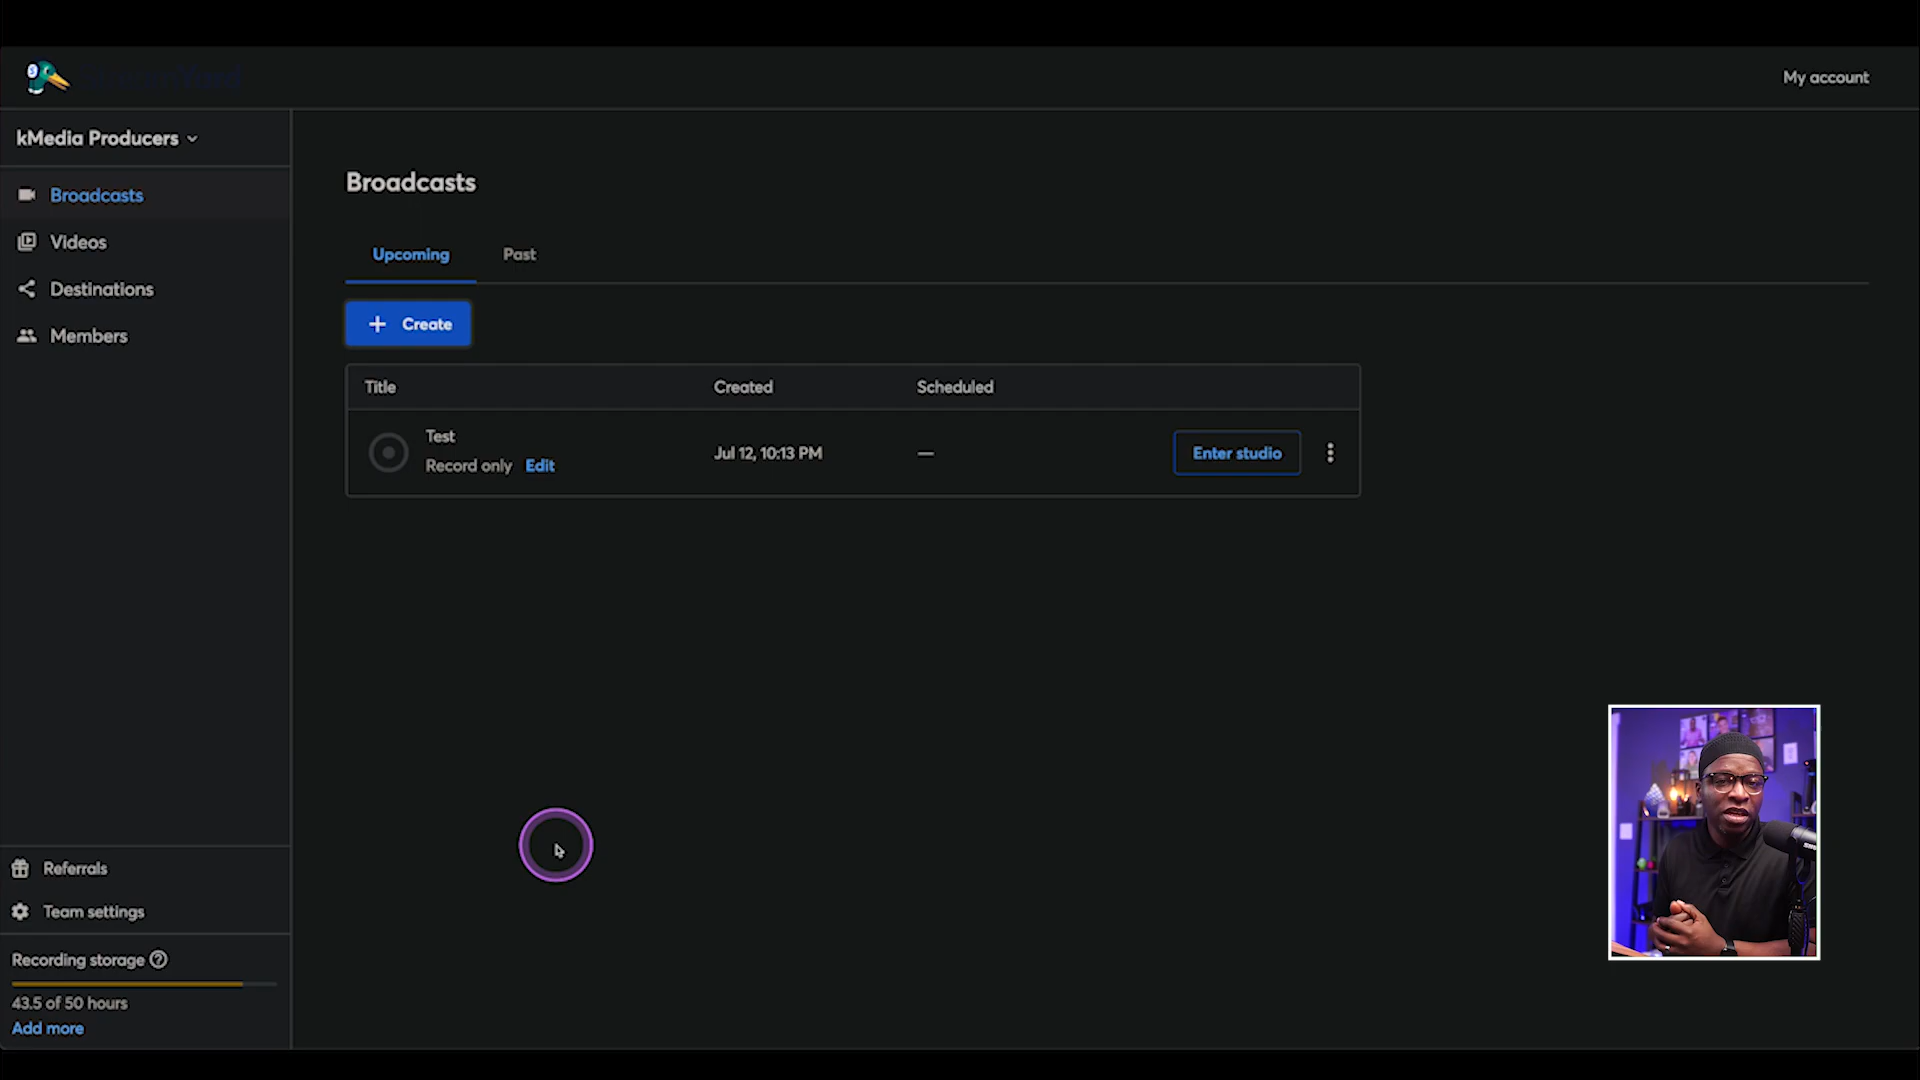 My account
kMedia Producers
Broadcasts
Videos
Destinations
Members
Broadcasts
Upcoming
Past
+ Create
Title
Created
Scheduled
Test
Record only Edit
Jul 12, 10:13 PM
—
Enter studio
Referrals
Team settings
Recording storage
43.5 of 50 hours
Add more